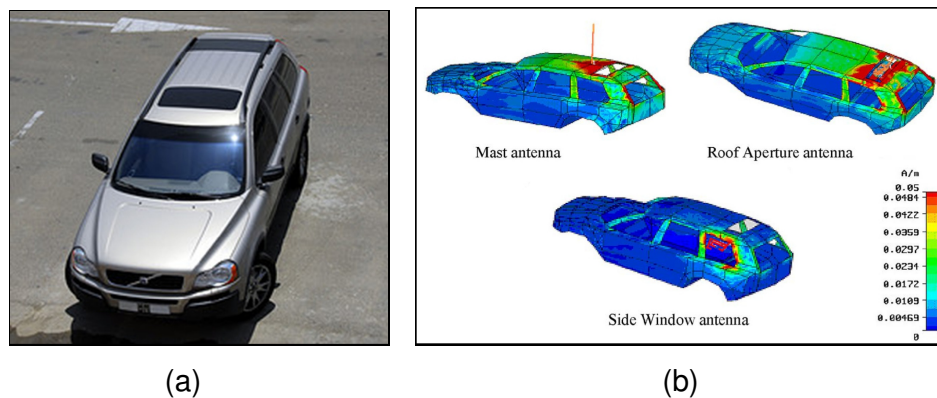 Mast antenna
Roof Aperture antenna
A/m
0.05
0.0484
0.0422
0.0359
0.0297
0.0234
0.0172
0.0109
0.00469
0
Side Window antenna
(a)
(b)